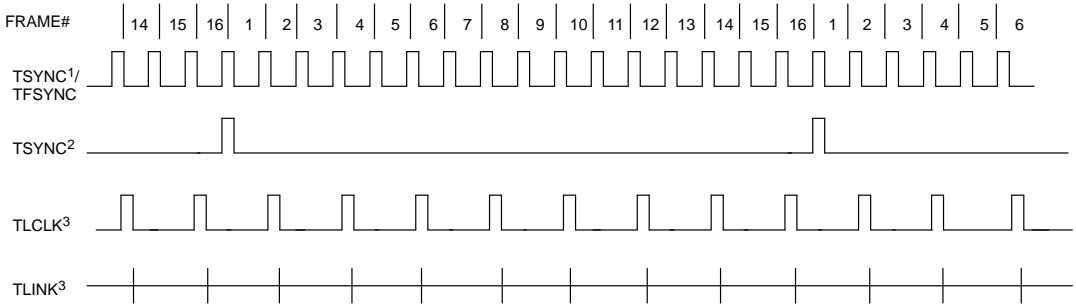 FRAME# 14 15 16 1 2 3 4 5 6 7 8 9 10 11 12 13 14 15 16 1 2 3 4 5 6
TSYNC¹/
TFSYNC
TSYNC²
TLCLK³
TLINK³